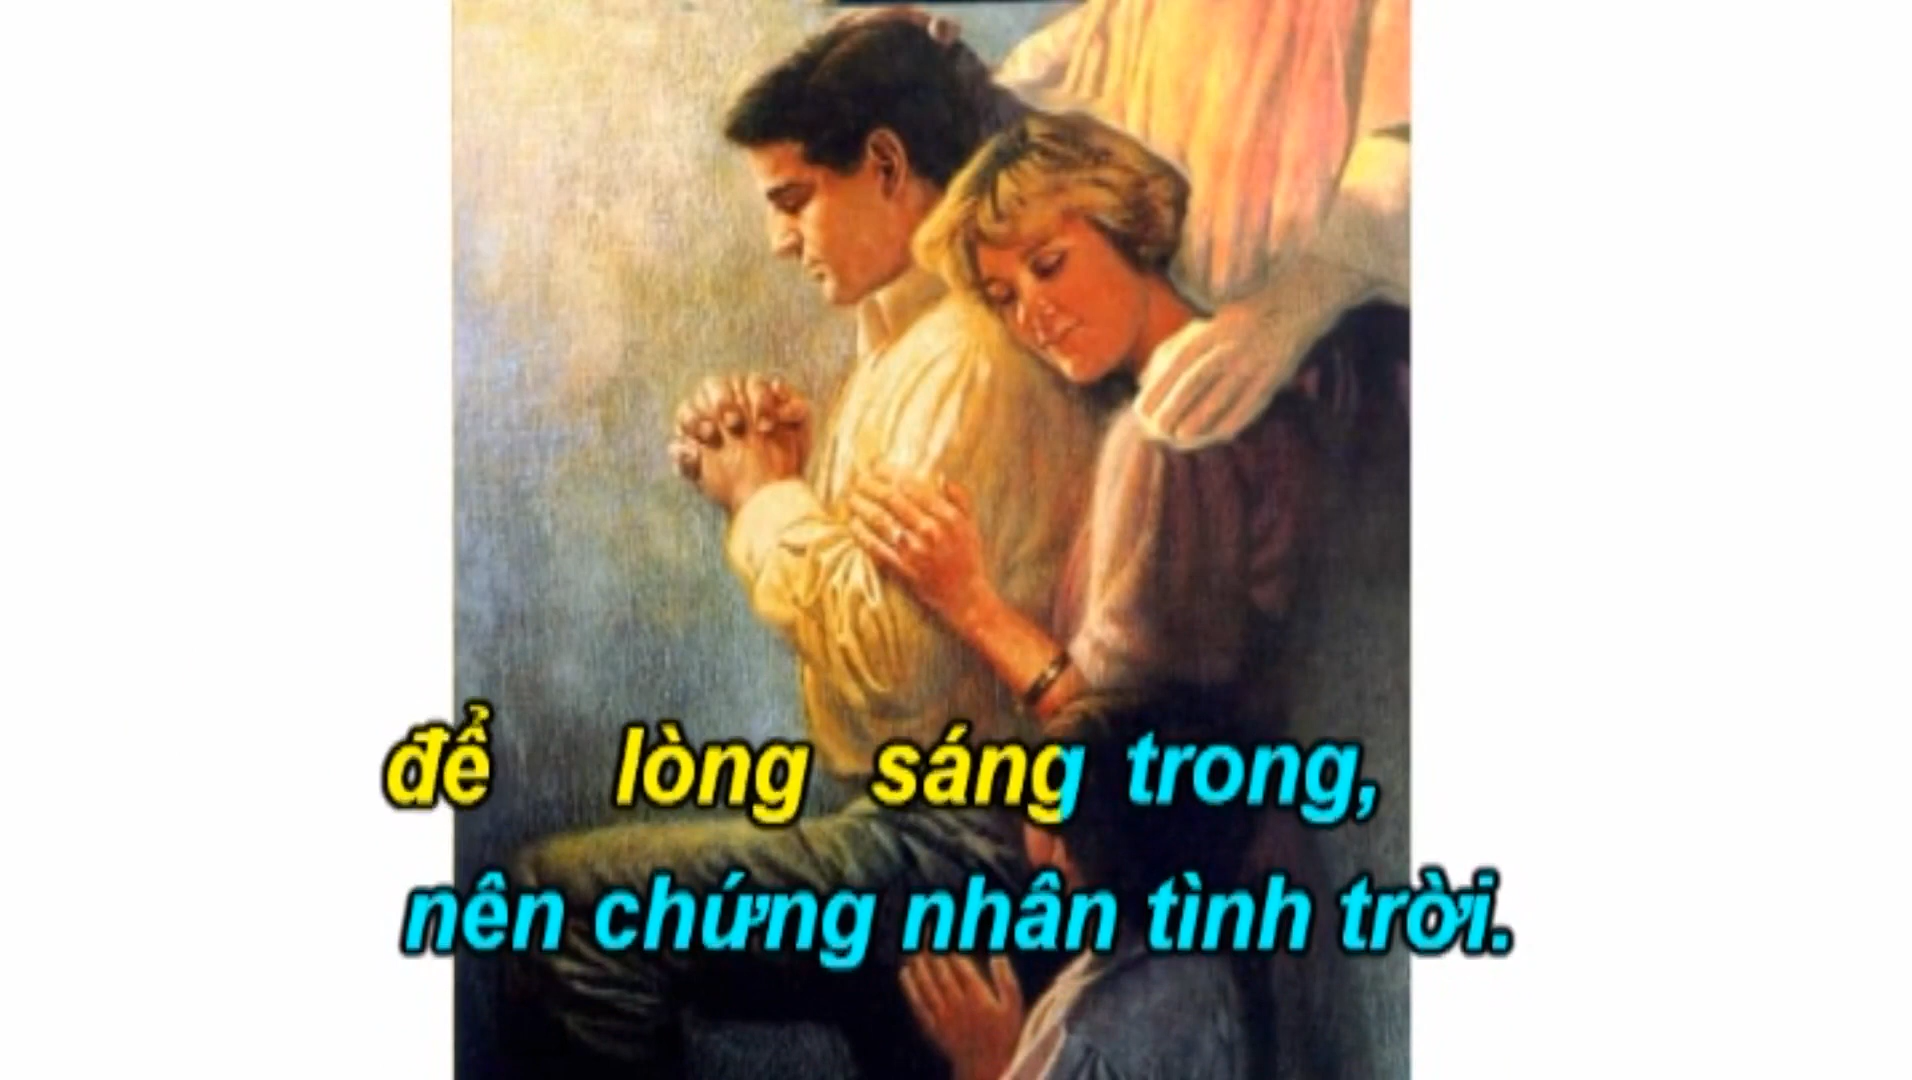 để lòng sáng trong,
nên chứng nhân tình trời.